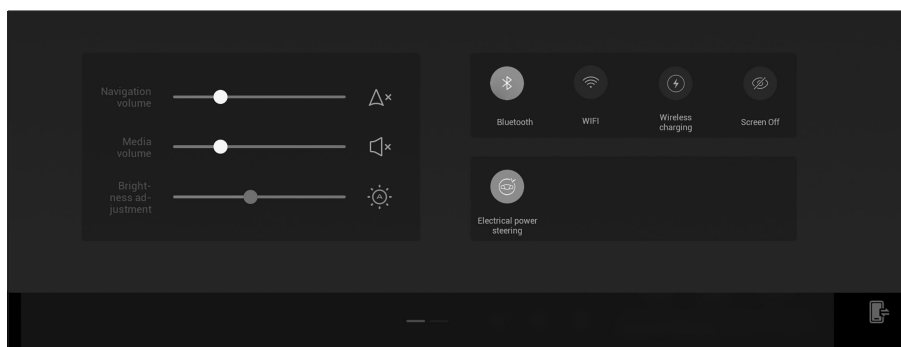 Navigation
volume
Media
volume
Bright-
ness ad-
justment
A
Bluetooth
WIFI
Wireless
charging
Screen Off
Electrical power
steering